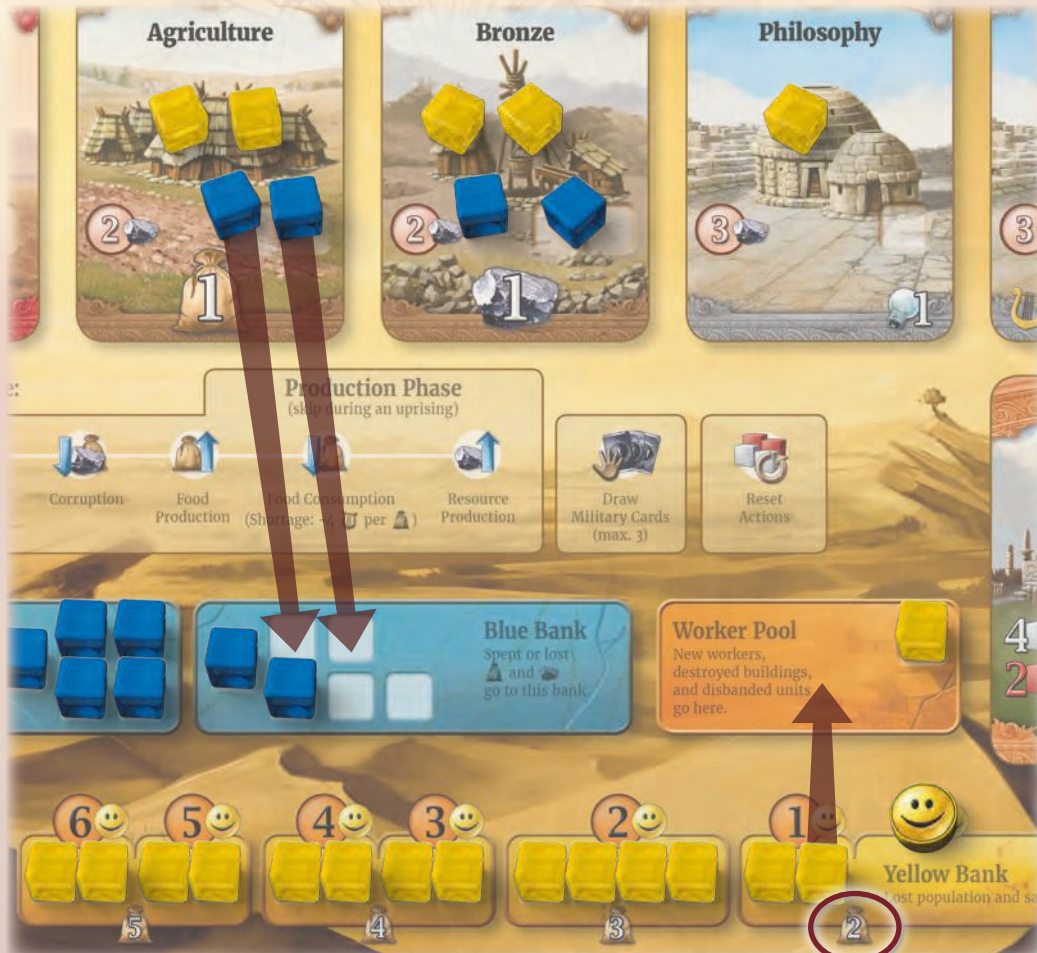 Agriculture
Bronze
Philosophy
2
2
3
3
1
1
1
Production Phase
(skip during an uprising)
Corruption
Food
Production
Food Consumption
(Shortage: -4 per )
Resource
Production
Draw
Military Cards
(max. 3)
Reset
Actions
Blue Bank
Spent or lost
and
go to this bank.
Worker Pool
New workers,
destroyed buildings,
and disbanded units
go here.
4
2
6
5
4
3
2
1
Yellow Bank
Lost population and
5
4
3
2